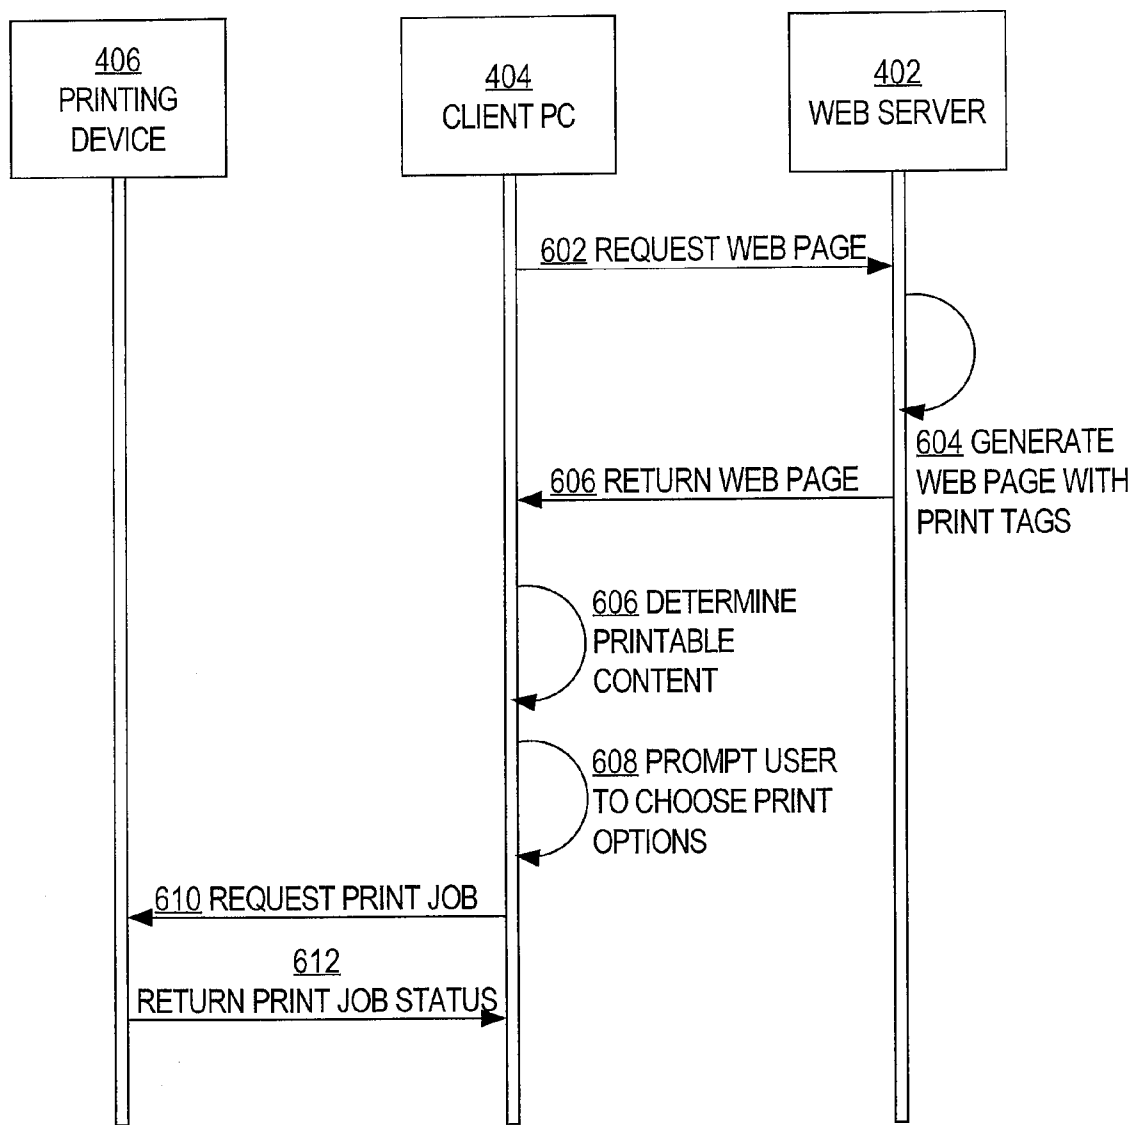 406
PRINTING
DEVICE
404
CLIENT PC
402
WEB SERVER
602 REQUEST WEB PAGE
604 GENERATE
WEB PAGE WITH
PRINT TAGS
606 RETURN WEB PAGE
606 DETERMINE
PRINTABLE
CONTENT
608 PROMPT USER
TO CHOOSE PRINT
OPTIONS
610 REQUEST PRINT JOB
612
RETURN PRINT JOB STATUS